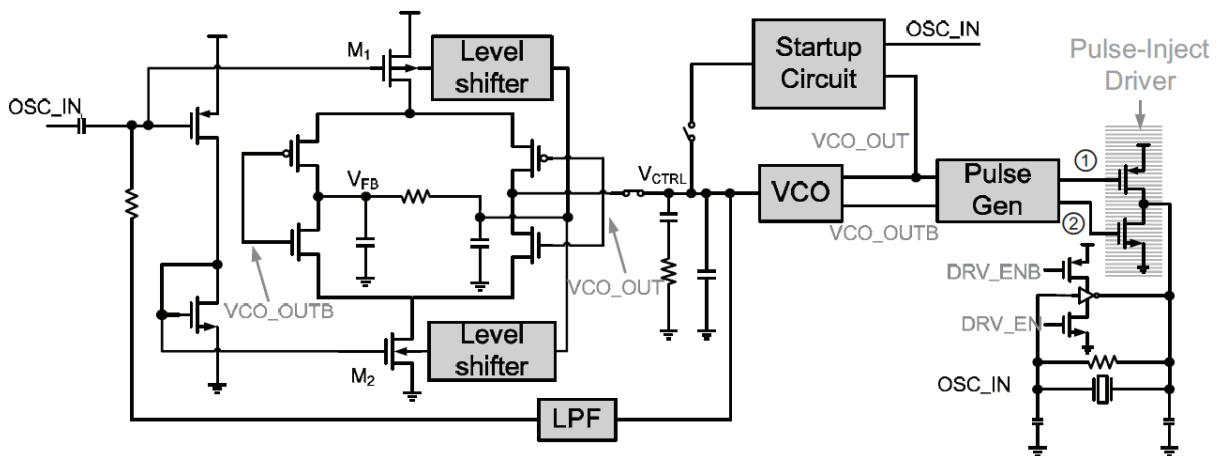 OSC_IN
M1
Level
shifter
VFB
VCO_OUTB
M2
Level
shifter
VCO_OUT
VCTRL
LPF
Startup
Circuit
OSC_IN
VCO_OUT
VCO
VCO_OUTB
Pulse
Gen
Pulse-Inject
Driver
①
②
DRV_ENB
DRV_EN
OSC_IN